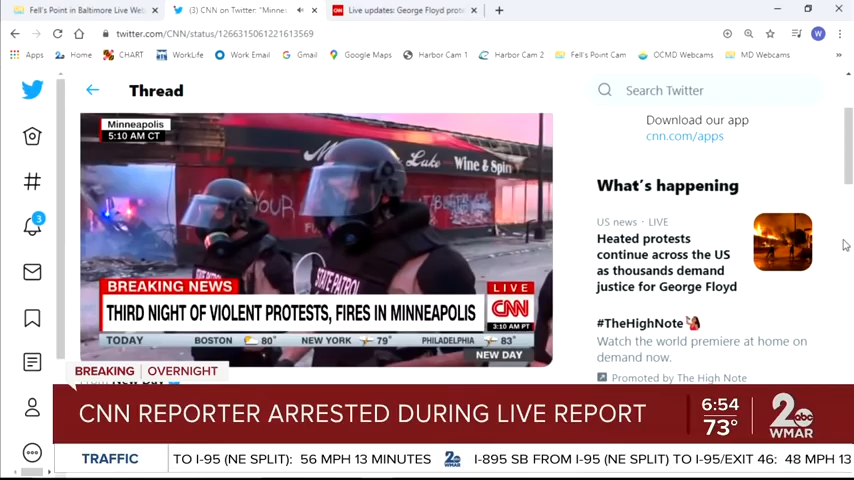 Fell's Point in Baltimore Live Web
(3) CNN on Twitter: "Minnea
Live updates: George Floyd prote
twitter.com/CNN/status/1266315061221613569
Apps
Home
CHART
WorkLife
Work Email
Gmail
Google Maps
Harbor Cam 1
Harbor Cam 2
Fell's Point Cam
OCMD Webcams
MD Webcams
Thread
Search Twitter
3
Minneapolis
5:10 AM CT
Lake
Wine & Spirit
YOUR
STATE PATROL
BREAKING NEWS
THIRD NIGHT OF VIOLENT PROTESTS, FIRES IN MINNEAPOLIS
LIVE
CNN
3:10 AM PT
TODAY BOSTON 80° NEW YORK 79° PHILADELPHIA 83°
NEW DAY
Download our app
cnn.com/apps
What's happening
US news · LIVE
Heated protests
continue across the US
as thousands demand
justice for George Floyd
#TheHighNote
Watch the world premiere at home on
demand now.
Promoted by The High Note
BREAKING | OVERNIGHT
CNN REPORTER ARRESTED DURING LIVE REPORT
6:54
73°
2 abc
WMAR
TRAFFIC
TO I-95 (NE SPLIT): 56 MPH 13 MINUTES 2 WMAR I-895 SB FROM I-95 (NE SPLIT) TO I-95/EXIT 46: 48 MPH 13